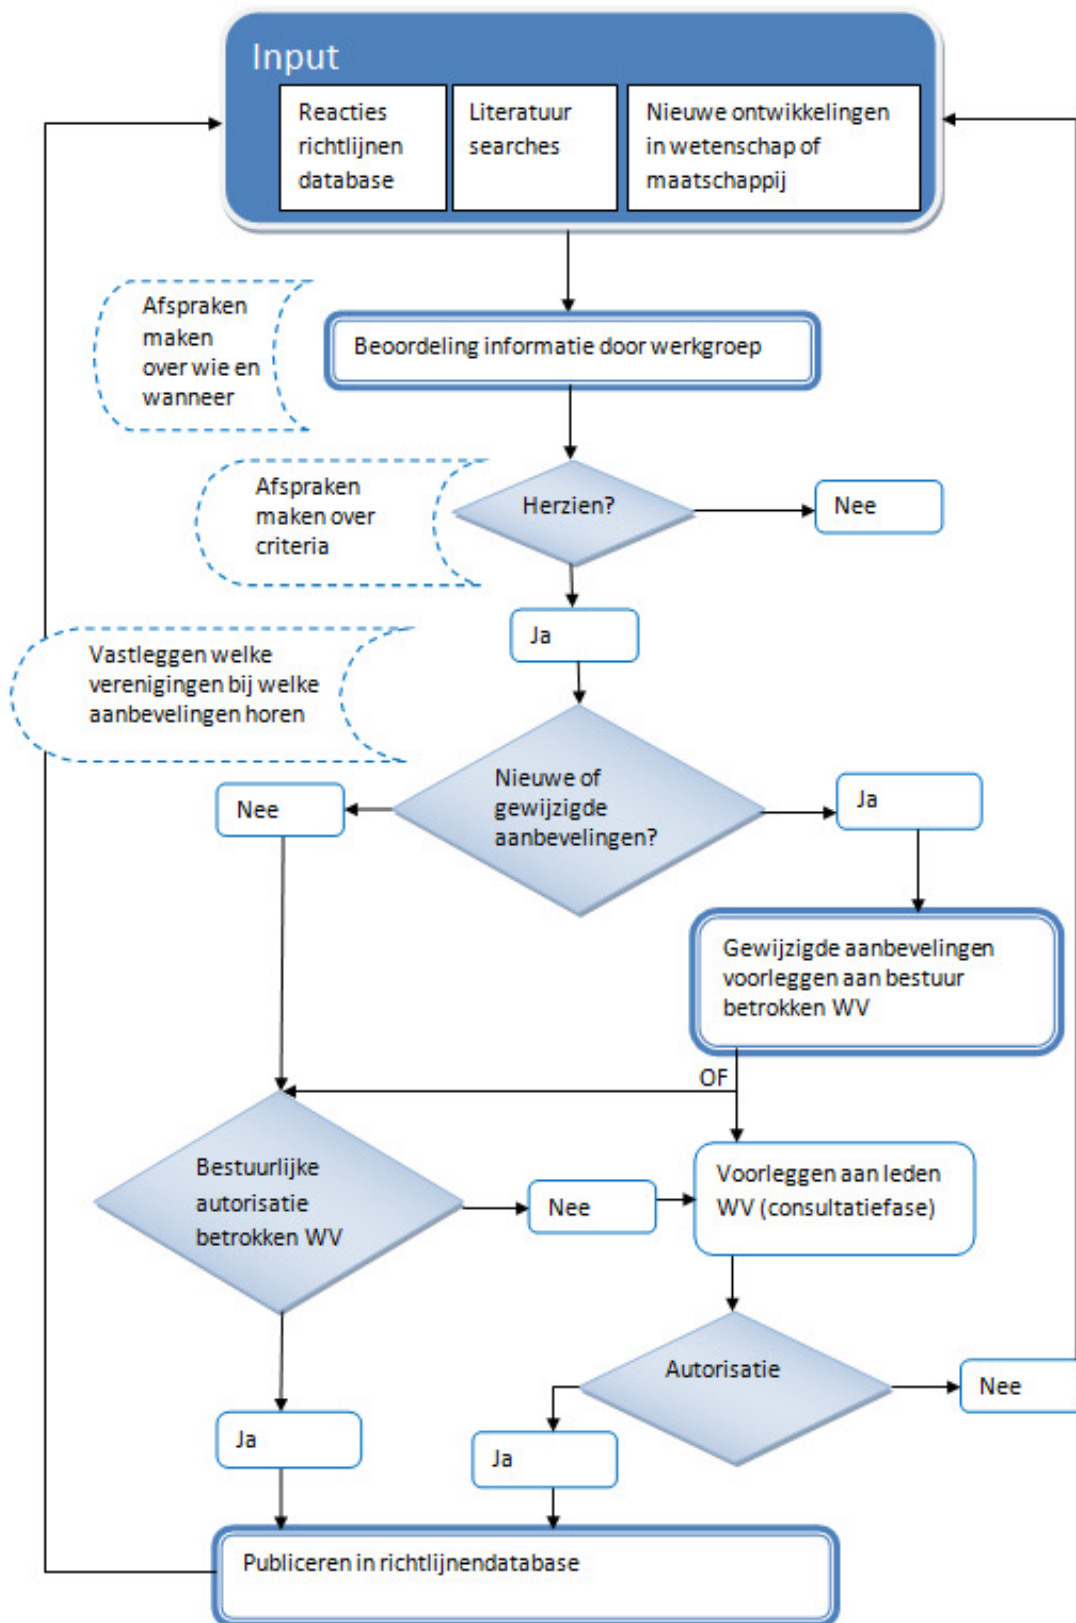 Input
Reacties
richtlijnen
database
Literatuur
searches
Nieuwe ontwikkelingen
in wetenschap of
maatschappij
Afspraken
maken
over wie en
wanneer
Beoordeling informatie door werkgroep
Afspraken
maken over
criteria
Herzien?
Nee
Ja
Vastleggen welke
verenigingen bij welke
aanbevelingen horen
Nieuwe of
gewijzigde
aanbevelingen?
Nee
Ja
Gewijzigde aanbevelingen
voorleggen aan bestuur
betrokken WV
OF
Bestuurlijke
autorisatie
betrokken WV
Nee
Voorleggen aan leden
WV (consultatiefase)
Autorisatie
Nee
Ja
Ja
Publiceren in richtlijnendatabase